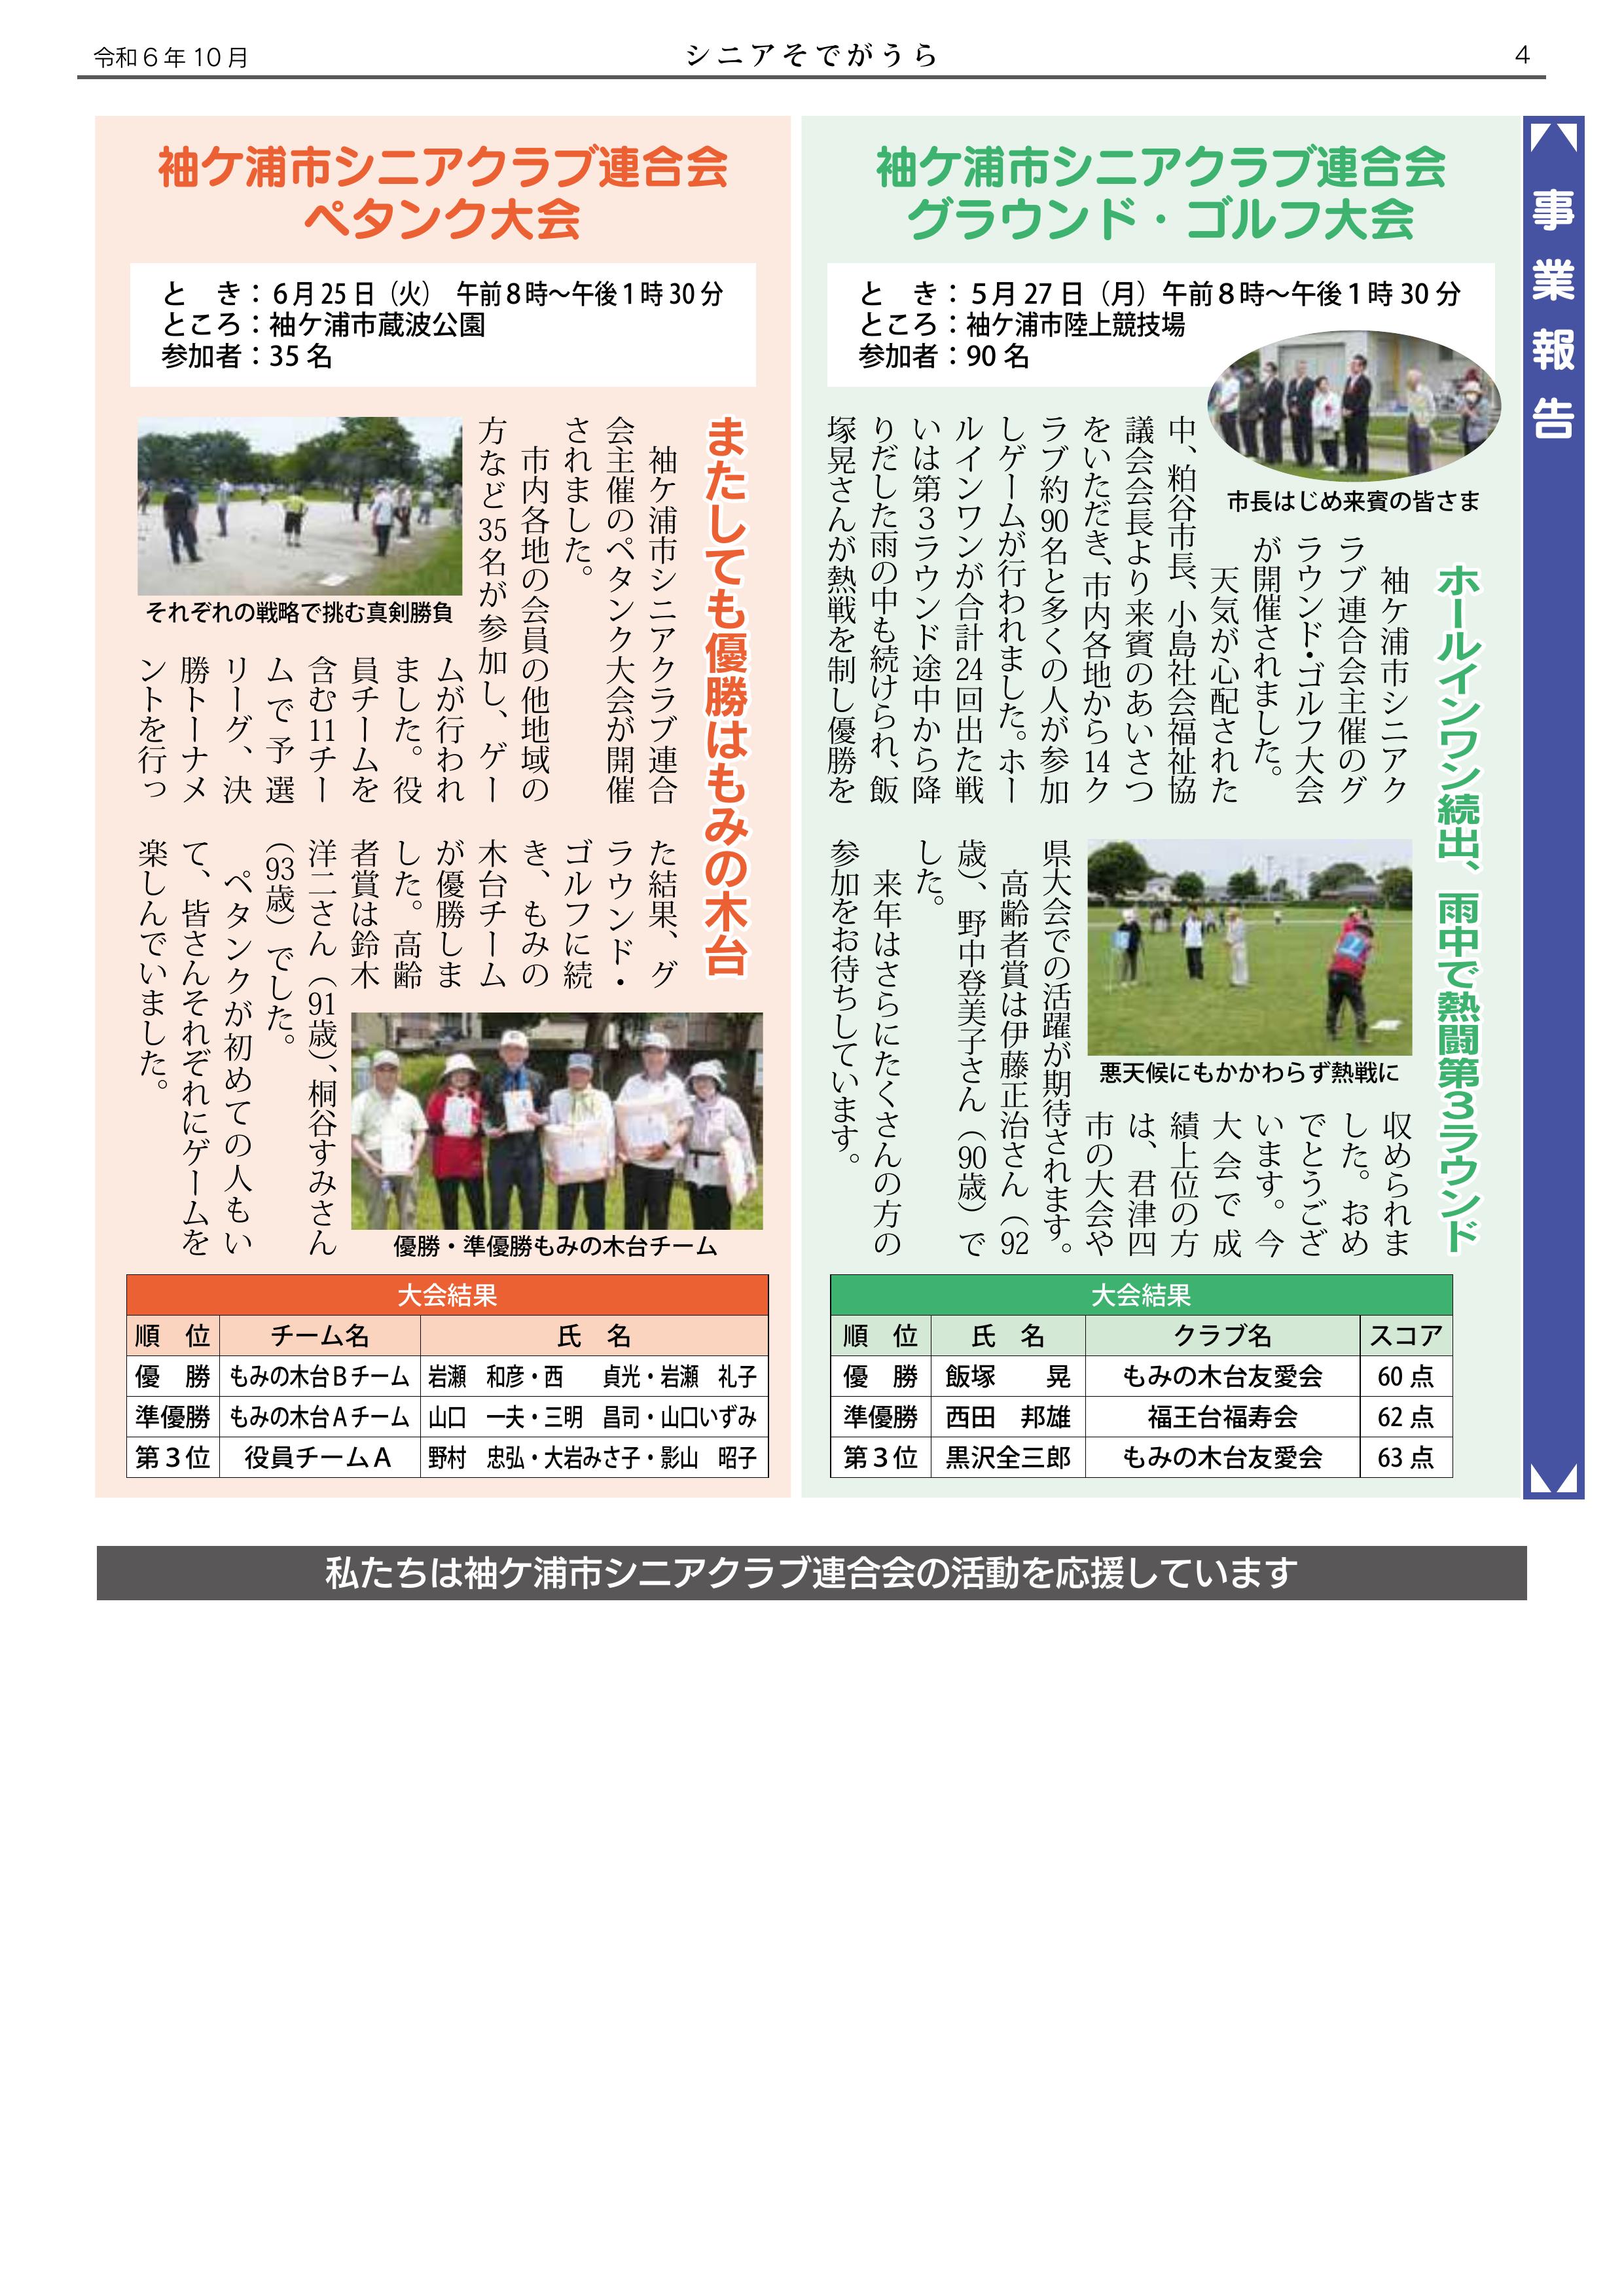 令和６年 10 月
シニアそでがうら
4
事業報告
袖ケ浦市シニアクラブ連合会
グラウンド・ゴルフ大会
と　き：５月 27 日（月）午前８時～午後１時 30 分
ところ：袖ケ浦市陸上競技場
参加者：90 名
市長はじめ来賓の皆さま
ホールインワン続出、雨中で熱闘第３ラウンド
袖ケ浦市シニアク
ラブ連合会主催のグ
ラウンド・ゴルフ大会
が開催されました。
天気が心配された
中、粕谷市長、小島社会福祉協
議会会長より来賓のあいさつ
をいただき、市内各地から14ク
ラブ約90名と多くの人が参加
しゲームが行われました。ホー
ルインワンが合計24回出た戦
いは第３ラウンド途中から降
りだした雨の中も続けられ、飯
塚晃さんが熱戦を制し優勝を
悪天候にもかかわらず熱戦に
収められま
した。おめ
でとうござ
います。今
大会で成
績上位の方
は、君津四
市の大会や
県大会での活躍が期待されます。
高齢者賞は伊藤正治さん（92
歳）、野中登美子さん（90歳）で
した。
来年はさらにたくさんの方の
参加をお待ちしています。
大会結果
順　位　氏　名　クラブ名　スコア
優　勝　飯塚　　晃　もみの木台友愛会　60 点
準優勝　西田　邦雄　福王台福寿会　62 点
第３位　黒沢全三郎　もみの木台友愛会　63 点
袖ケ浦市シニアクラブ連合会
ペタンク大会
と　き：６月 25 日（火）　午前８時～午後１時 30 分
ところ：袖ケ浦市蔵波公園
参加者：35 名
またしても優勝はもみの木台
袖ケ浦市シニアクラブ連合
会主催のペタンク大会が開催
されました。
市内各地の会員の他地域の
方など35名が参加し、ゲー
それぞれの戦略で挑む真剣勝負
ムが行われ
ました。役
員チームを
含む11チー
ムで予選
リーグ、決
勝トーナメ
ントを行っ
た結果、グ
ラウンド・
ゴルフに続
き、もみの
木台チーム
が優勝しま
した。高齢
者賞は鈴木
洋二さん（91歳）、桐谷すみさん
（93歳）でした。
ペタンクが初めての人もい
て、皆さんそれぞれにゲームを
楽しんでいました。
優勝・準優勝もみの木台チーム
大会結果
順　位　チーム名　氏　名
優　勝　もみの木台Ｂチーム　岩瀬　和彦・西　　貞光・岩瀬　礼子
準優勝　もみの木台Ａチーム　山口　一夫・三明　昌司・山口いずみ
第３位　役員チームＡ　野村　忠弘・大岩みさ子・影山　昭子
私たちは袖ケ浦市シニアクラブ連合会の活動を応援しています